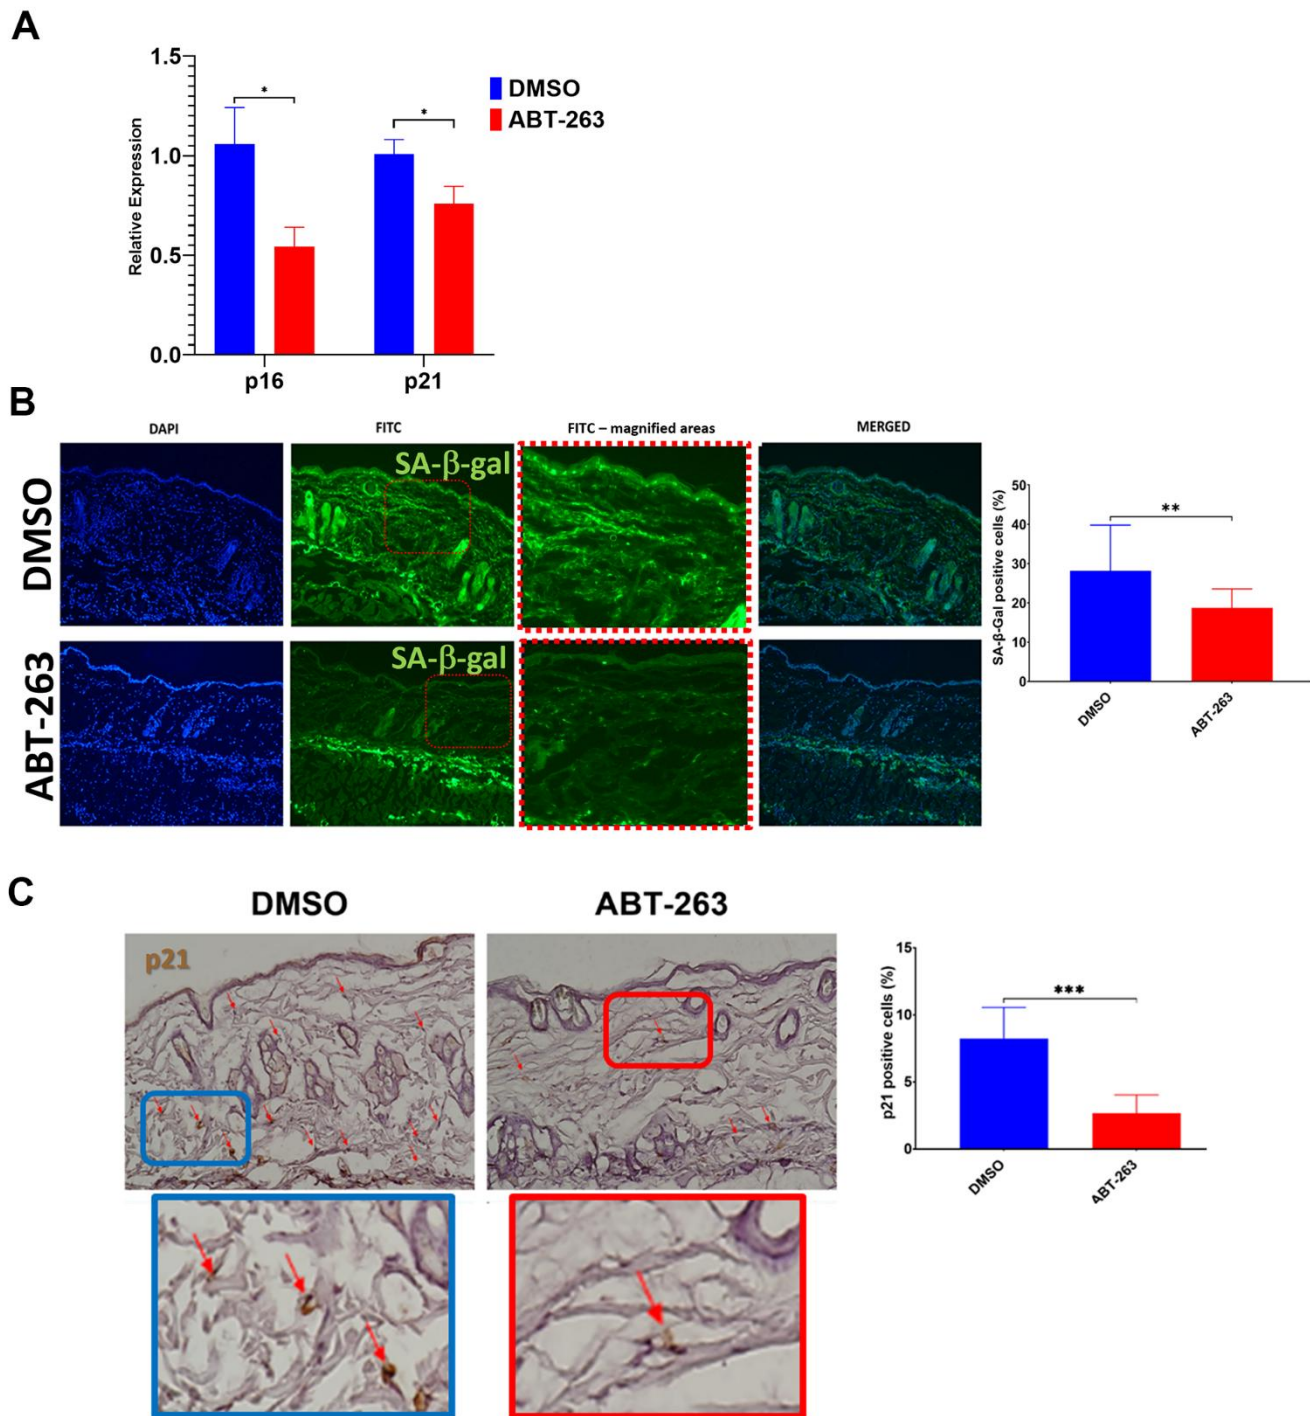 A
1.5
1.0
0.5
0.0
Relative Expression
*
*
DMSO
ABT-263
p16
p21
B
DAPI
FITC
FITC – magnified areas
MERGED
DMSO
SA-β-gal
ABT-263
SA-β-gal
SA-β-Gal positive cells (%)
50
40
30
20
10
0
**
DMSO
ABT-263
C
DMSO
ABT-263
p21
p21 positive cells (%)
15
10
5
0
***
DMSO
ABT-263